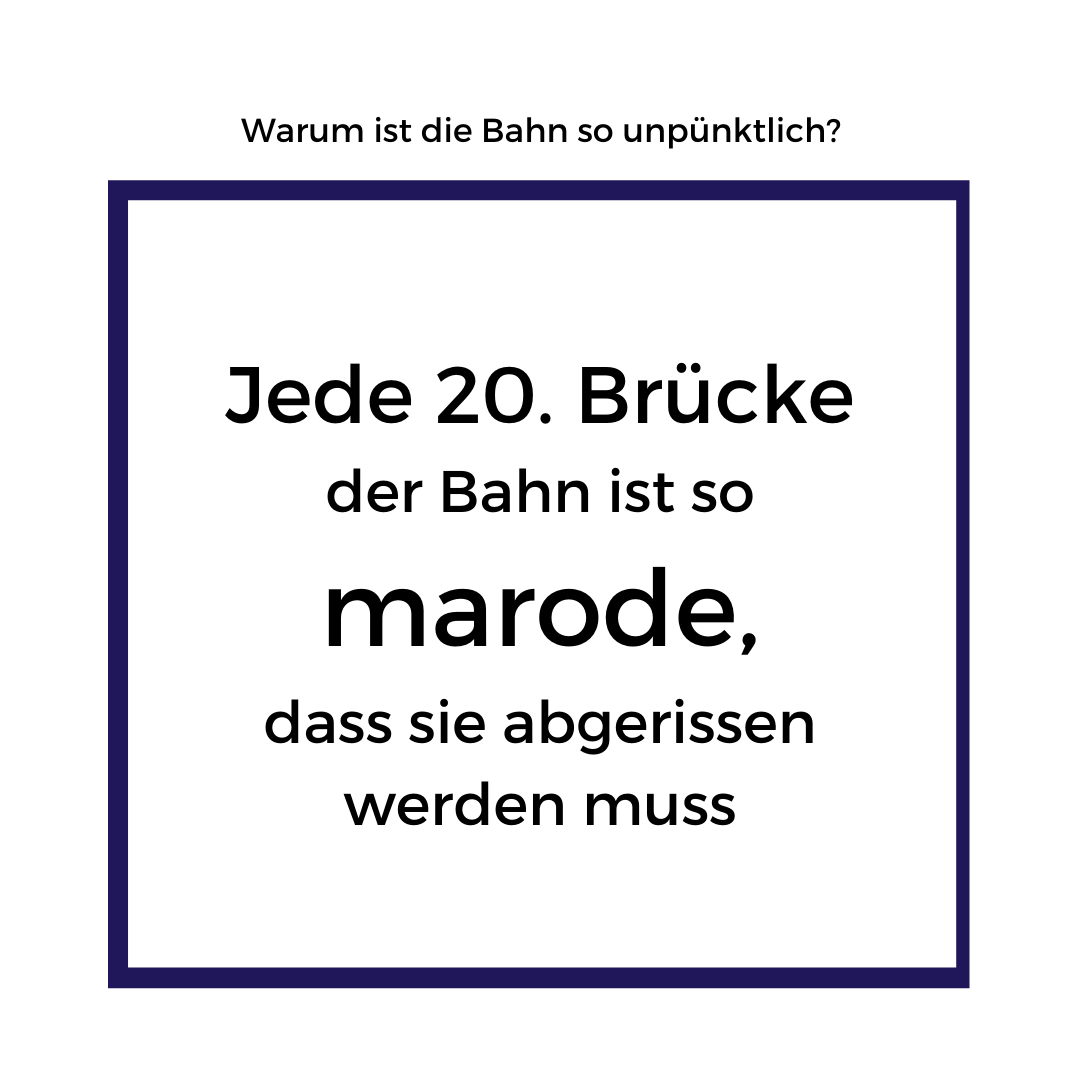 Warum ist die Bahn so unpünktlich?
Jede 20. Brücke
der Bahn ist so
marode,
dass sie abgerissen
werden muss